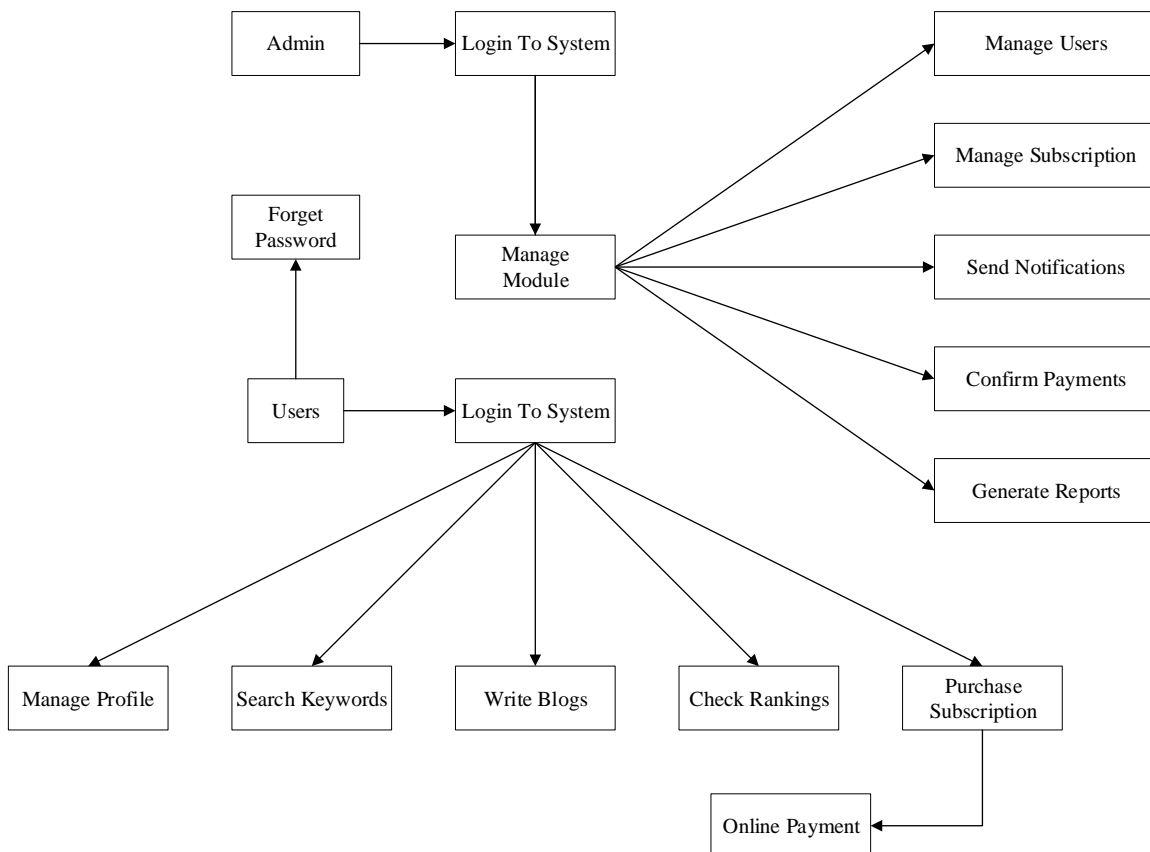 Admin
Login To System
Manage Users
Manage Subscription
Forget
Password
Manage
Module
Send Notifications
Confirm Payments
Users
Login To System
Generate Reports
Manage Profile
Search Keywords
Write Blogs
Check Rankings
Purchase
Subscription
Online Payment